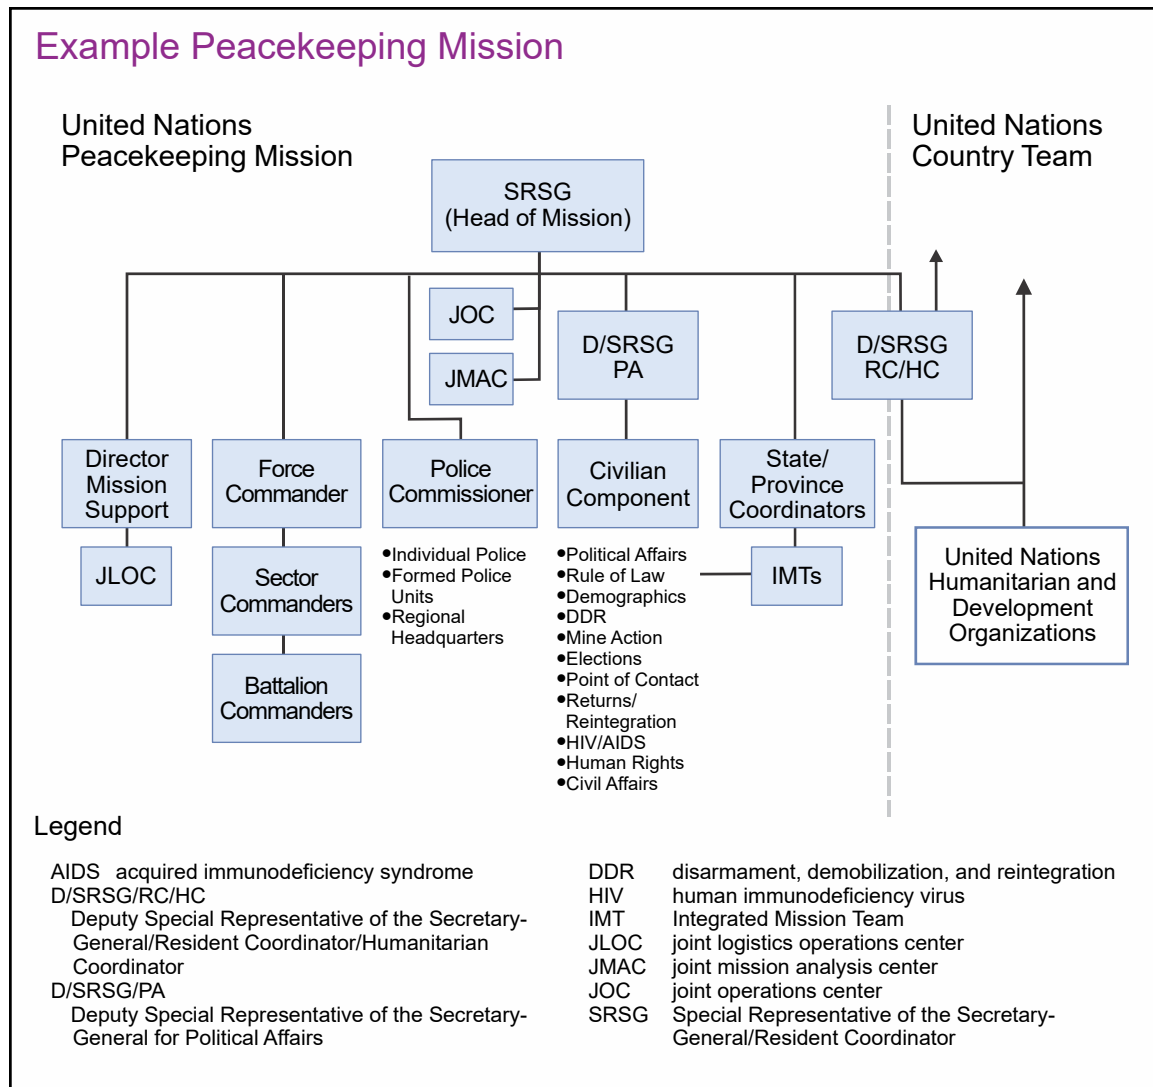 Example Peacekeeping Mission
United Nations
Peacekeeping Mission
United Nations
Country Team
SRSG
(Head of Mission)
JOC
JMAC
D/SRSG
PA
D/SRSG
RC/HC
Director
Mission
Support
Force
Commander
Police
Commissioner
Civilian
Component
State/
Province
Coordinators
JLOC
Sector
Commanders
Battalion
Commanders
•Individual Police
•Formed Police
Units
•Regional
Headquarters
•Political Affairs
•Rule of Law
•Demographics
•DDR
•Mine Action
•Elections
•Point of Contact
•Returns/
Reintegration
•HIV/AIDS
•Human Rights
•Civil Affairs
IMTs
United Nations
Humanitarian and
Development
Organizations
Legend
AIDS acquired immunodeficiency syndrome
D/SRSG/RC/HC
Deputy Special Representative of the Secretary-
General/Resident Coordinator/Humanitarian
Coordinator
D/SRSG/PA
Deputy Special Representative of the Secretary-
General for Political Affairs
DDR disarmament, demobilization, and reintegration
HIV human immunodeficiency virus
IMT Integrated Mission Team
JLOC joint logistics operations center
JMAC joint mission analysis center
JOC joint operations center
SRSG Special Representative of the Secretary-
General/Resident Coordinator